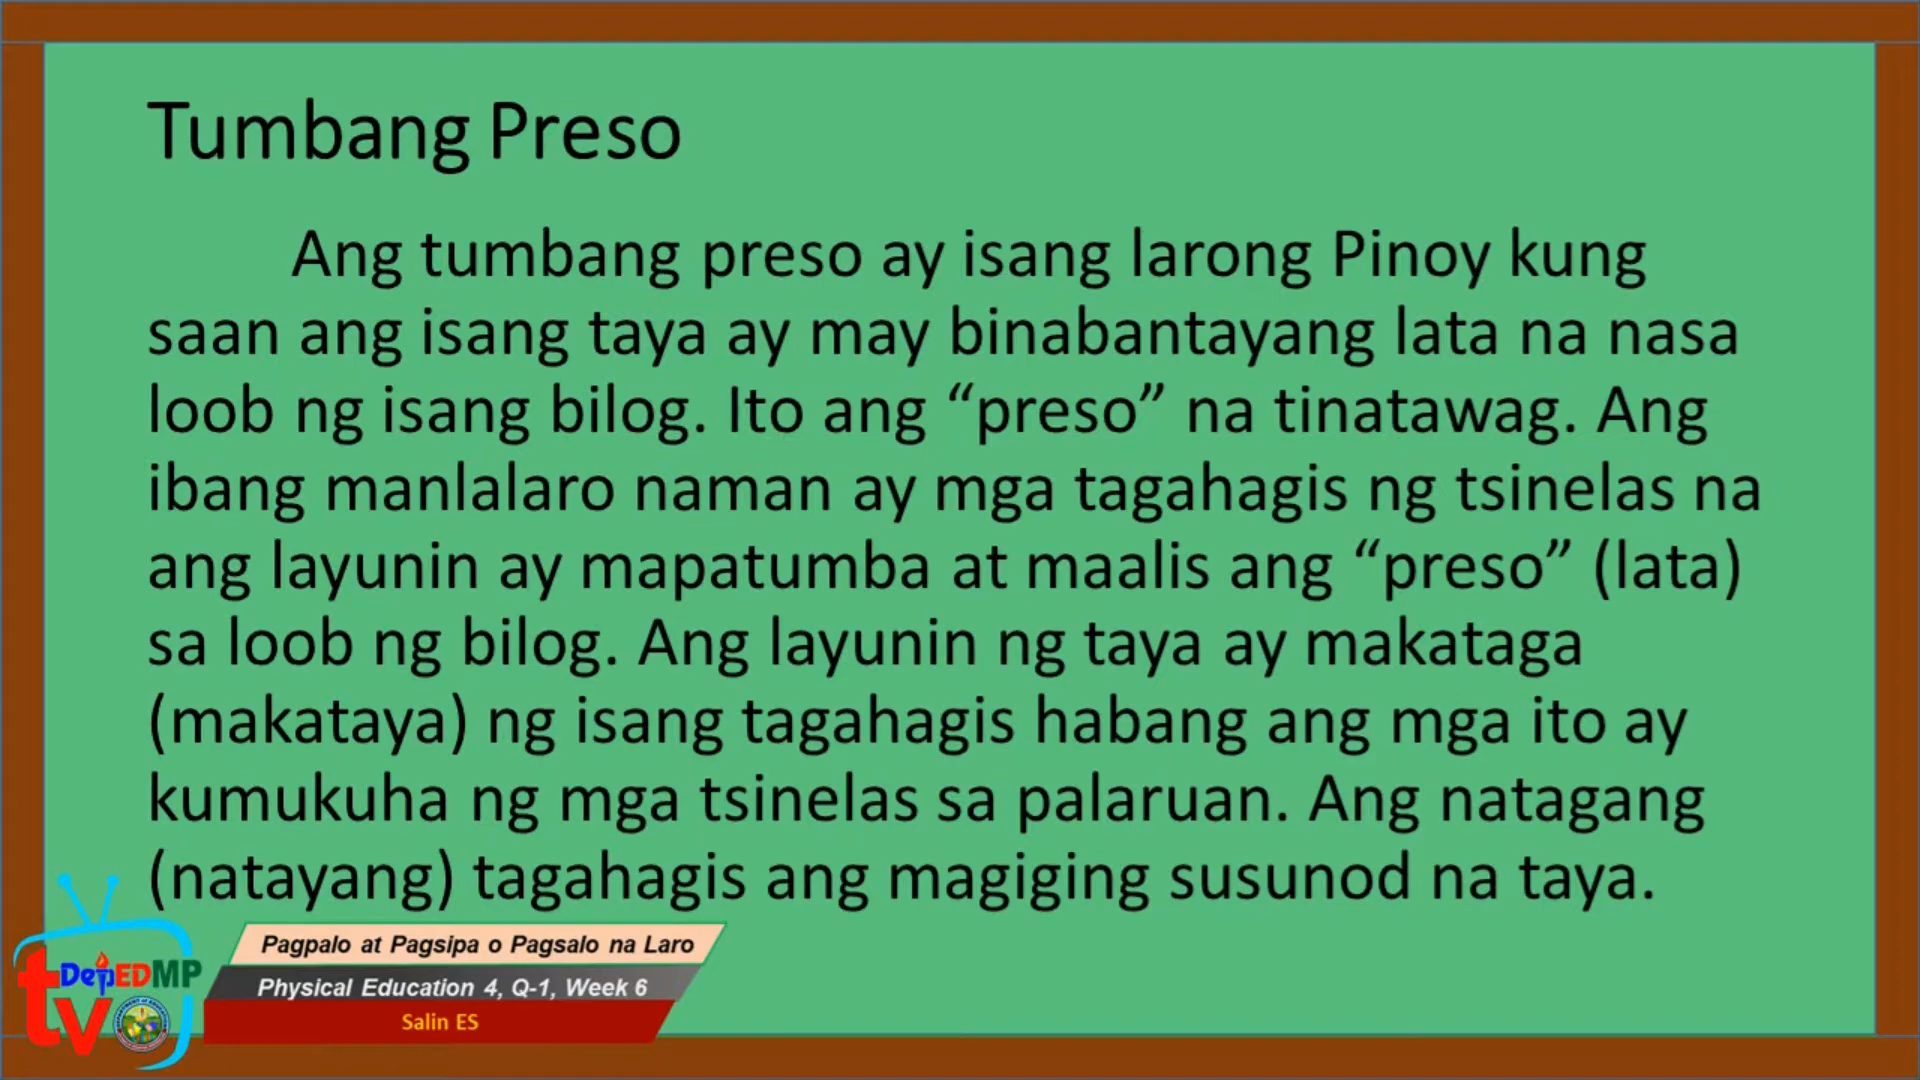 Tumbang Preso
Ang tumbang preso ay isang larong Pinoy kung
saan ang isang taya ay may binabantayang lata na nasa
loob ng isang bilog. Ito ang “preso” na tinatawag. Ang
ibang manlalaro naman ay mga tagahagis ng tsinelas na
ang layunin ay mapatumba at maalis ang “preso” (lata)
sa loob ng bilog. Ang layunin ng taya ay makataga
(makataya) ng isang tagahagis habang ang mga ito ay
kumukuha ng mga tsinelas sa palaruan. Ang natagang
(natayang) tagahagis ang magiging susunod na taya.
Pagpalo at Pagsipa o Pagsalo na Laro
Physical Education 4, Q-1, Week 6
Salin ES
DepEDMP
tv